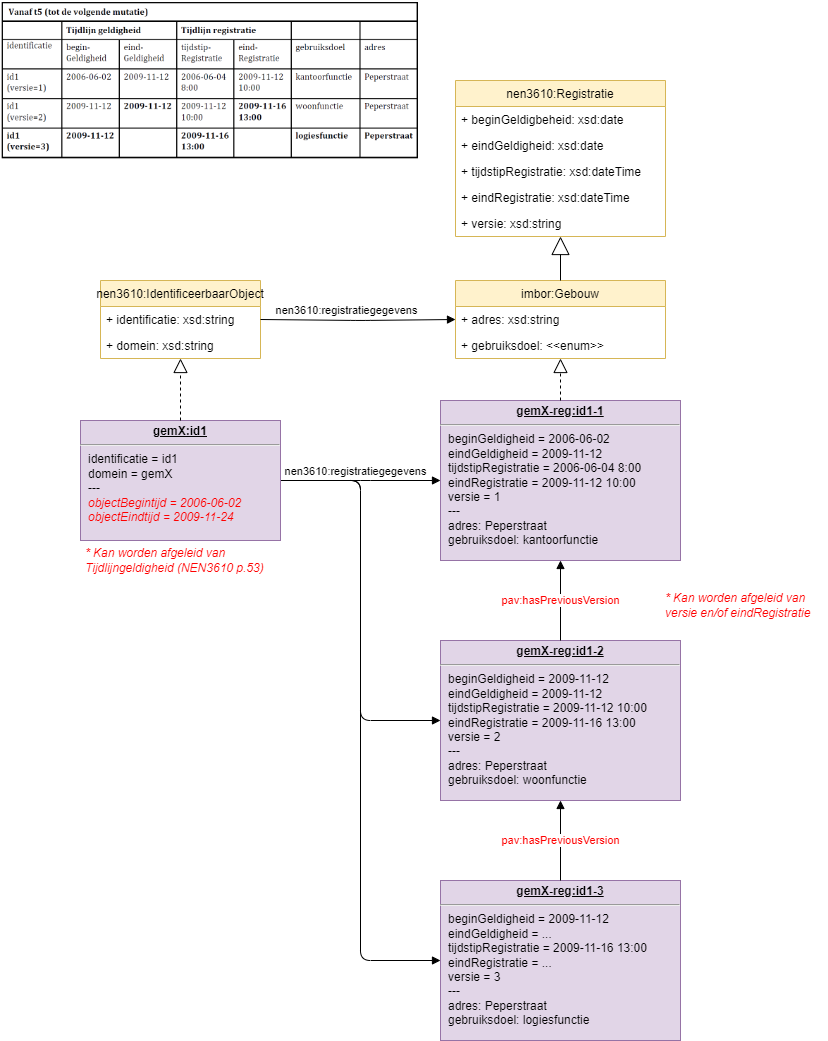 Vanaf t5 (tot de volgende mutatie)
Tijdlijn geldigheid Tijdlijn registratie
identificatie begin-Geldigheid eind-Geldigheid tijdstip-Registratie eind-Registratie gebruiksdoel adres
id1 (versie=1) 2006-06-02 2009-11-12 2006-06-04 8:00 2009-11-12 10:00 kantoorfunctie Peperstraat
id1 (versie=2) 2009-11-12 2009-11-12 2009-11-12 10:00 2009-11-16 13:00 woonfunctie Peperstraat
id1 (versie=3) 2009-11-12 2009-11-16 13:00 logiesfunctie Peperstraat
nen3610:Registratie
+ beginGeldigbeheid: xsd:date
+ eindGeldigheid: xsd:date
+ tijdstipRegistratie: xsd:dateTime
+ eindRegistratie: xsd:dateTime
+ versie: xsd:string
nen3610:IdentificeerbaarObject
+ identificatie: xsd:string
+ domein: xsd:string
nen3610:registratiegegevens
imbor:Gebouw
+ adres: xsd:string
+ gebruiksdoel: <<enum>>
gemX:id1
identificatie = id1
domein = gemX
---
objectBegintijd = 2006-06-02
objectEindtijd = 2009-11-24
* Kan worden afgeleid van
Tijdlijngeldigheid (NEN3610 p.53)
nen3610:registratiegegevens
gemX-reg:id1-1
beginGeldigheid = 2006-06-02
eindGeldigheid = 2009-11-12
tijdstipRegistratie = 2006-06-04 8:00
eindRegistratie = 2009-11-12 10:00
versie = 1
---
adres: Peperstraat
gebruiksdoel: kantoorfunctie
pav:hasPreviousVersion
* Kan worden afgeleid van
versie en/of eindRegistratie
gemX-reg:id1-2
beginGeldigheid = 2009-11-12
eindGeldigheid = 2009-11-12
tijdstipRegistratie = 2009-11-12 10:00
eindRegistratie = 2009-11-16 13:00
versie = 2
---
adres: Peperstraat
gebruiksdoel: woonfunctie
pav:hasPreviousVersion
gemX-reg:id1-3
beginGeldigheid = 2009-11-12
eindGeldigheid = ...
tijdstipRegistratie = 2009-11-16 13:00
eindRegistratie = ...
versie = 3
---
adres: Peperstraat
gebruiksdoel: logiesfunctie